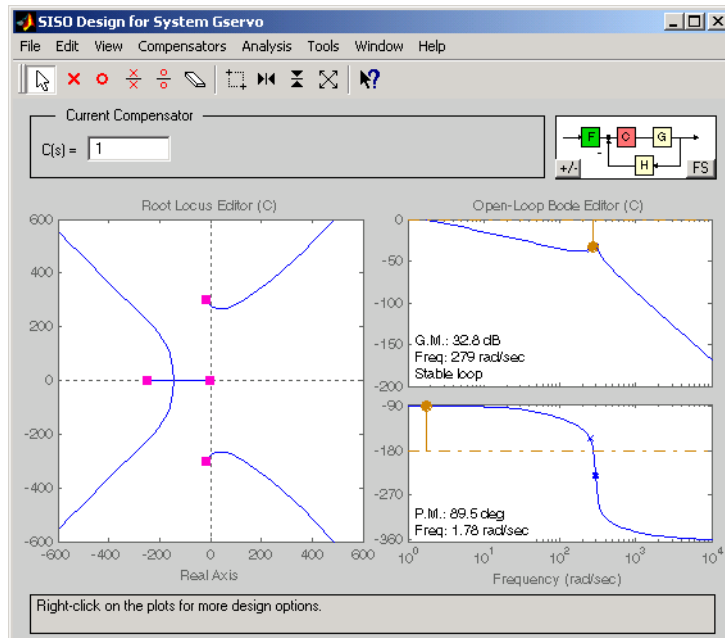 SISO Design for System Gservo
File Edit View Compensators Analysis Tools Window Help
Current Compensator
C(s) = 1
F C G
H
+/- FS
Root Locus Editor (C)
600
400
200
0
-200
-400
-600
-600 -400 -200 0 200 400 600
Real Axis
Open-Loop Bode Editor (C)
0
-50
-100
-150
-200
G.M.: 32.8 dB
Freq: 279 rad/sec
Stable loop
-90
-180
-270
-360
P.M.: 89.5 deg
Freq: 1.78 rad/sec
10^0 10^1 10^2 10^3 10^4
Frequency (rad/sec)
Right-click on the plots for more design options.